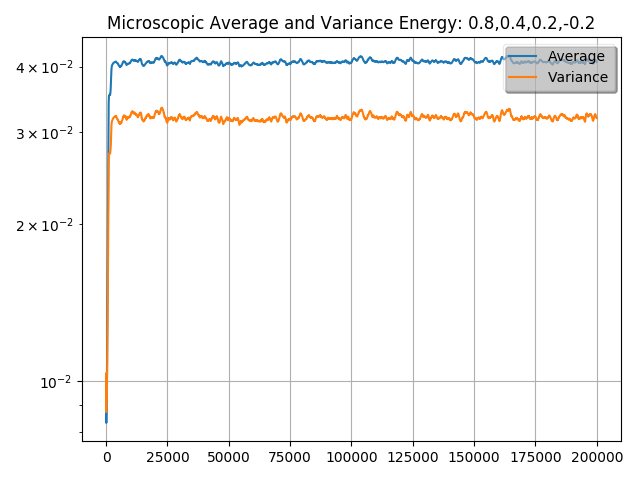 Microscopic Average and Variance Energy: 0.8,0.4,0.2,-0.2
Average
Variance
4 × 10⁻²
3 × 10⁻²
2 × 10⁻²
10⁻²
0 25000 50000 75000 100000 125000 150000 175000 200000